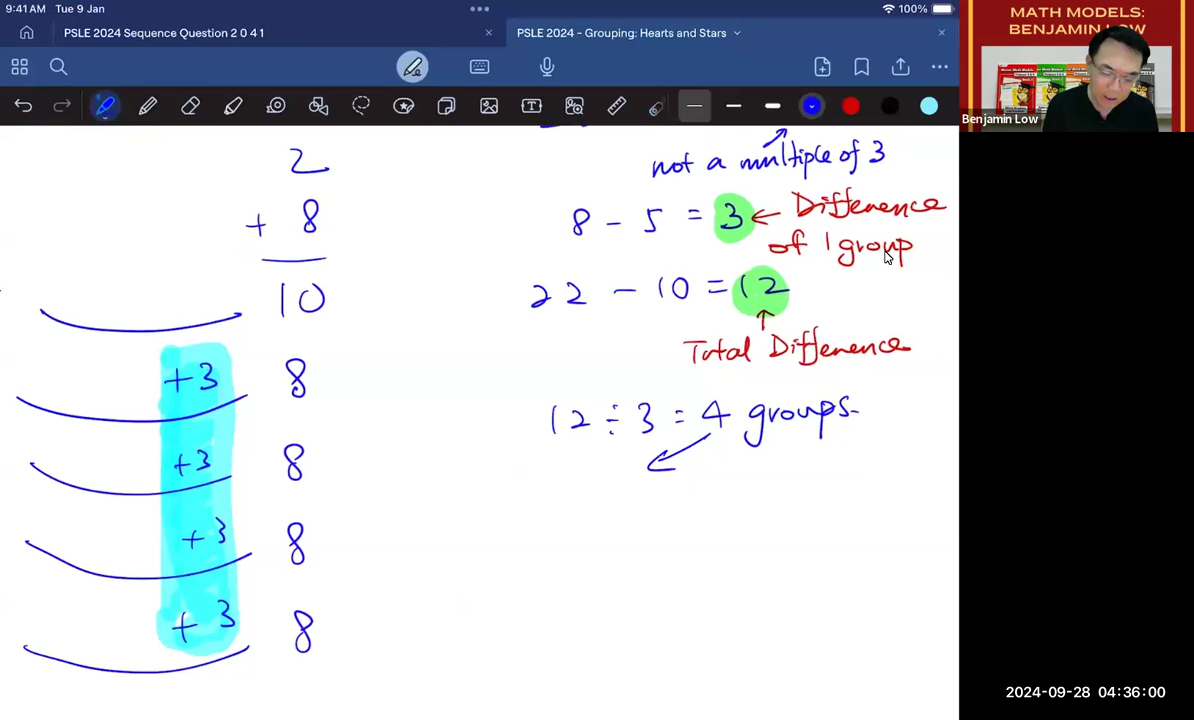 9:41 AM Tue 9 Jan
100%
MATH MODELS:
BENJAMIN LOW
PSLE 2024 Sequence Question 2 0 4 1
PSLE 2024 - Grouping: Hearts and Stars
Benjamin Low
2
+ 8
10
+3 8
+3 8
+3 8
+3 8
not a multiple of 3
8 - 5 = 3 ← Difference
of 1 group
22 - 10 = 12
Total Difference
12 ÷ 3 = 4 groups.
2024-09-28 04:36:00